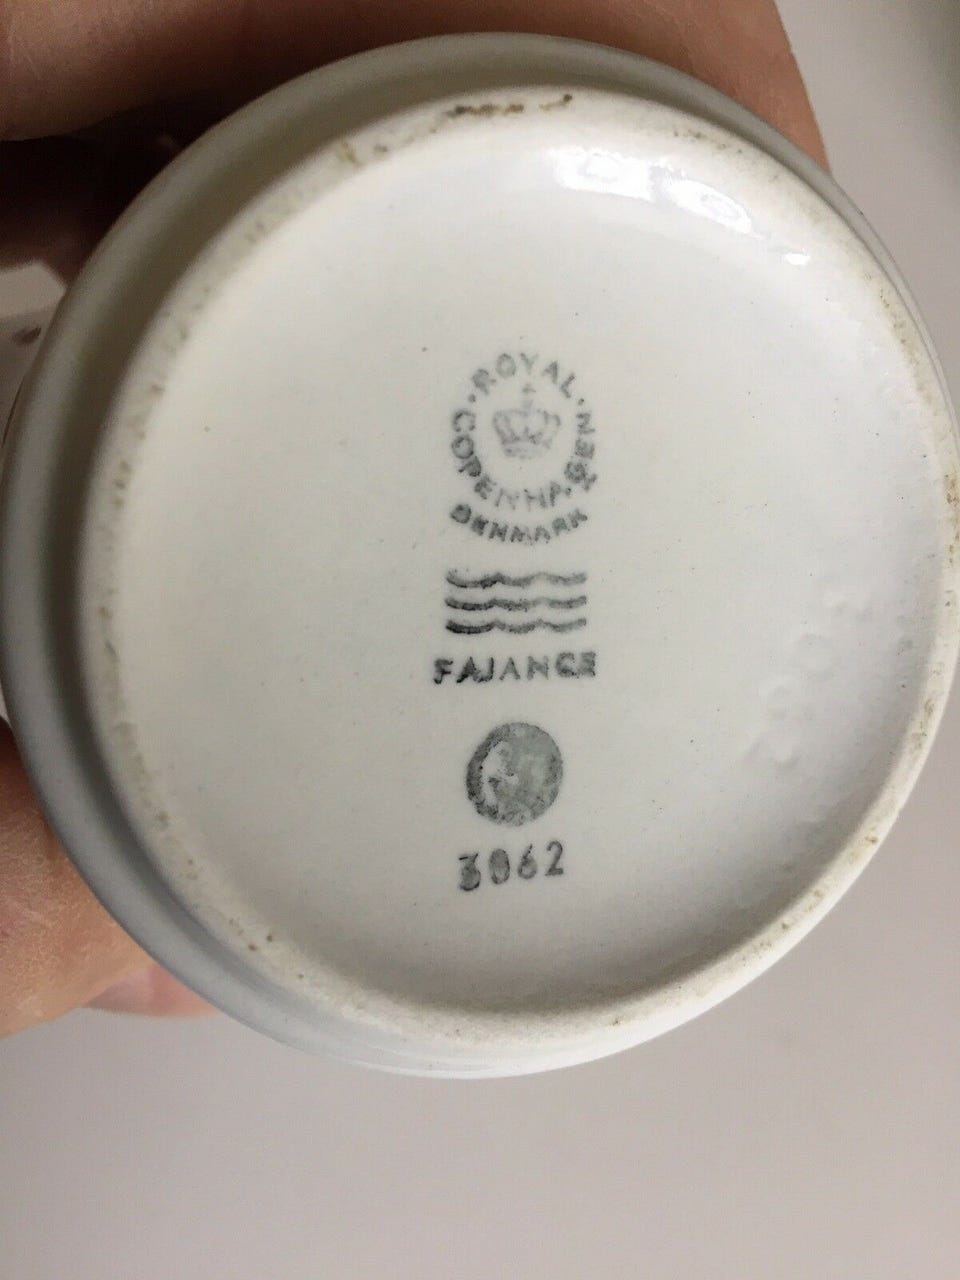 ROYAL
COPENHAGEN
DENMARK
FAJANCE
3062